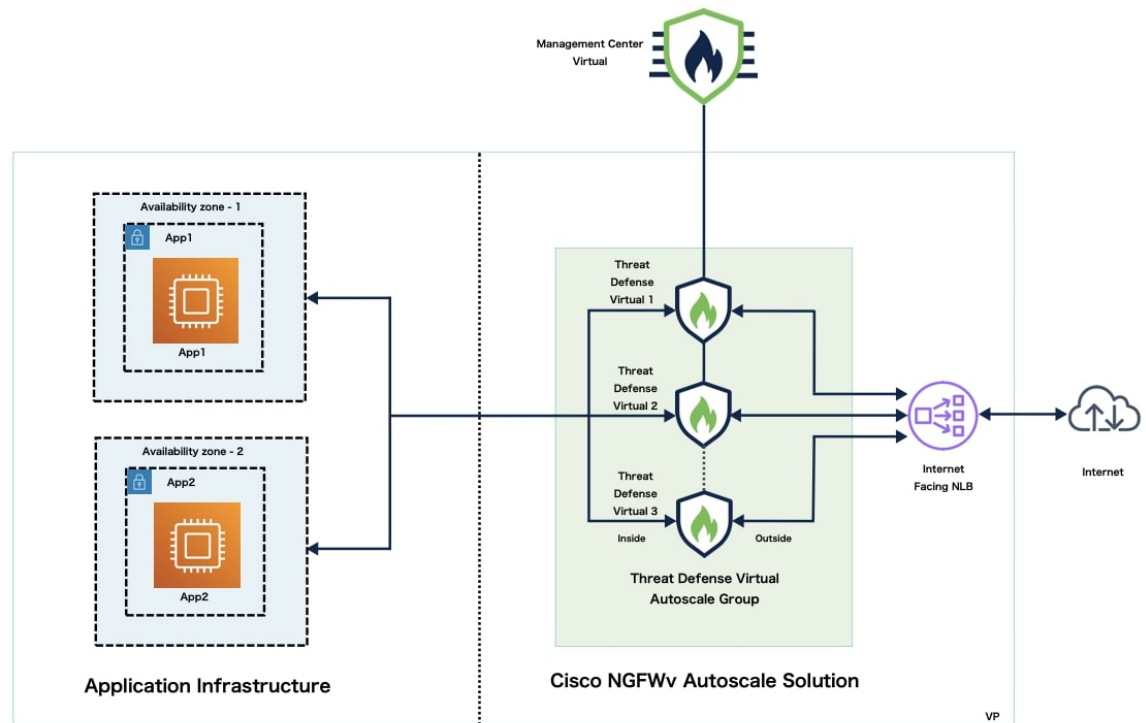 Management Center
Virtual
Availability zone - 1
App1
App1
Availability zone - 2
App2
App2
Application Infrastructure
Threat
Defense
Virtual 1
Threat
Defense
Virtual 2
Threat
Defense
Virtual 3
Inside
Outside
Threat Defense Virtual
Autoscale Group
Cisco NGFWv Autoscale Solution
Internet
Facing NLB
Internet
VP